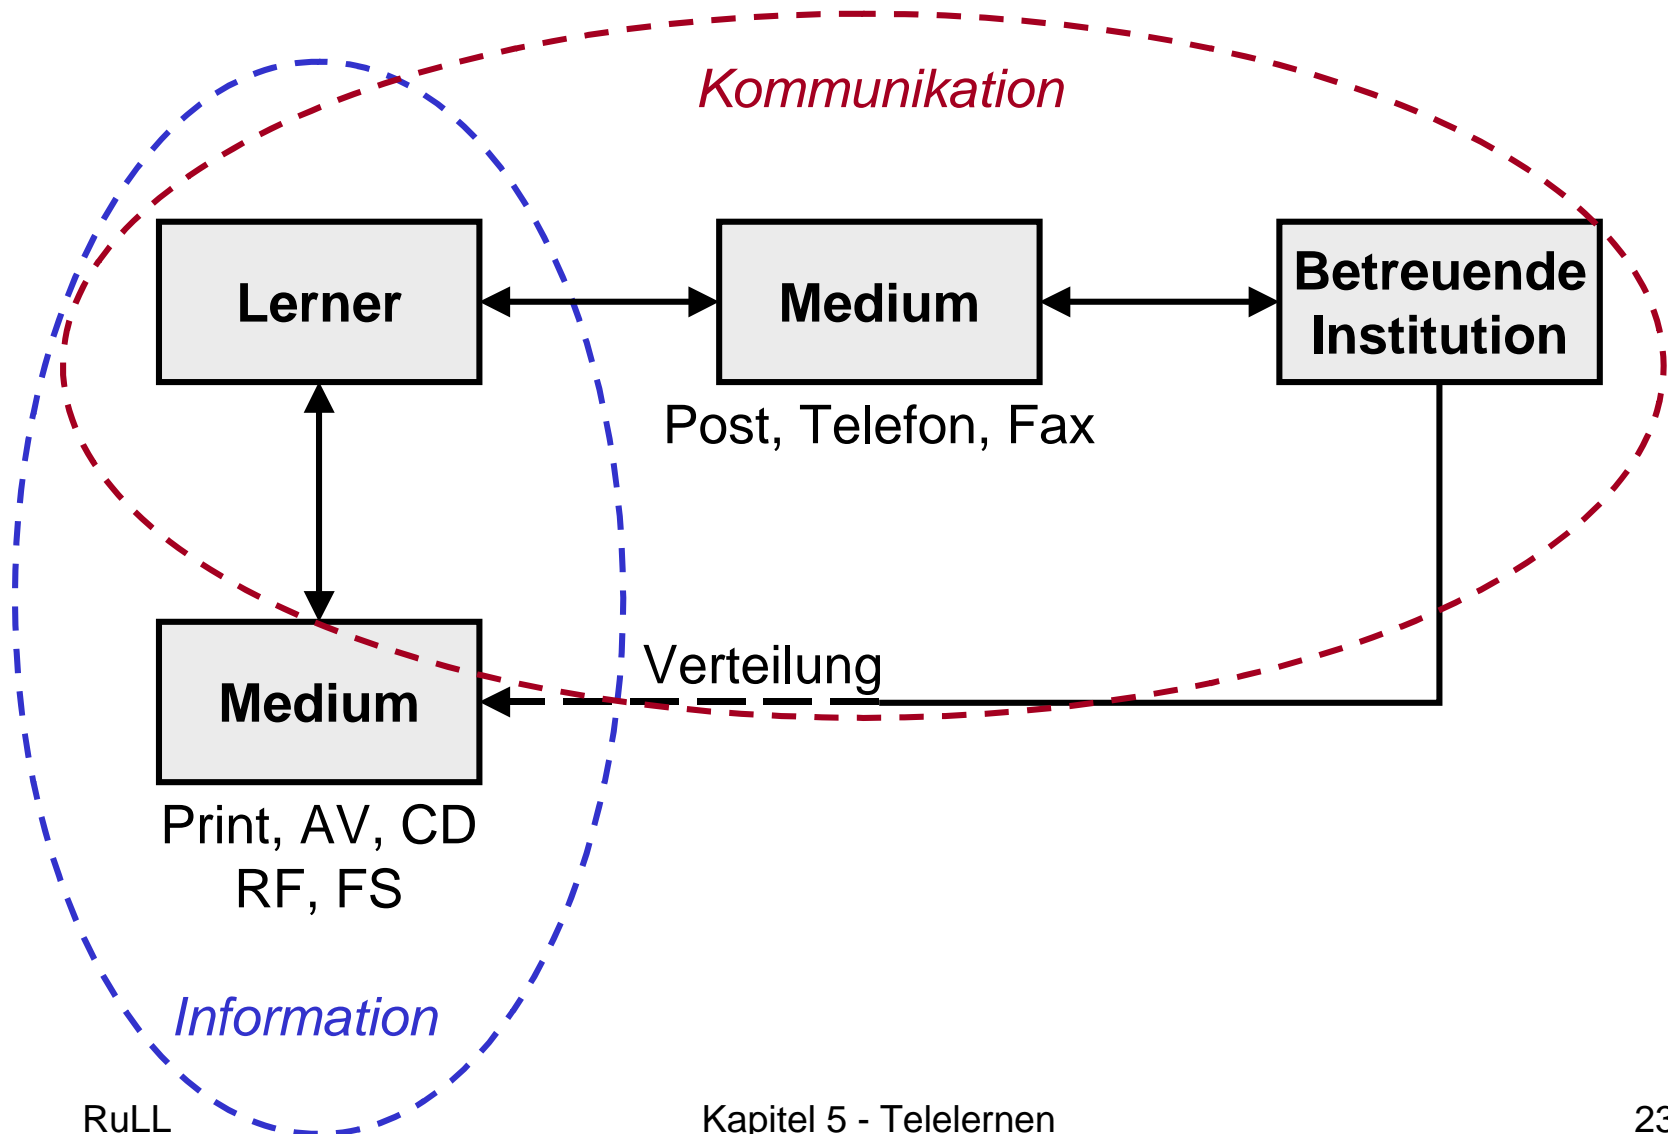 Kommunikation
Lerner
Medium
Betreuende
Institution
Post, Telefon, Fax
Verteilung
Medium
Print, AV, CD
RF, FS
Information
RuLL
Kapitel 5 - Telelernen
23